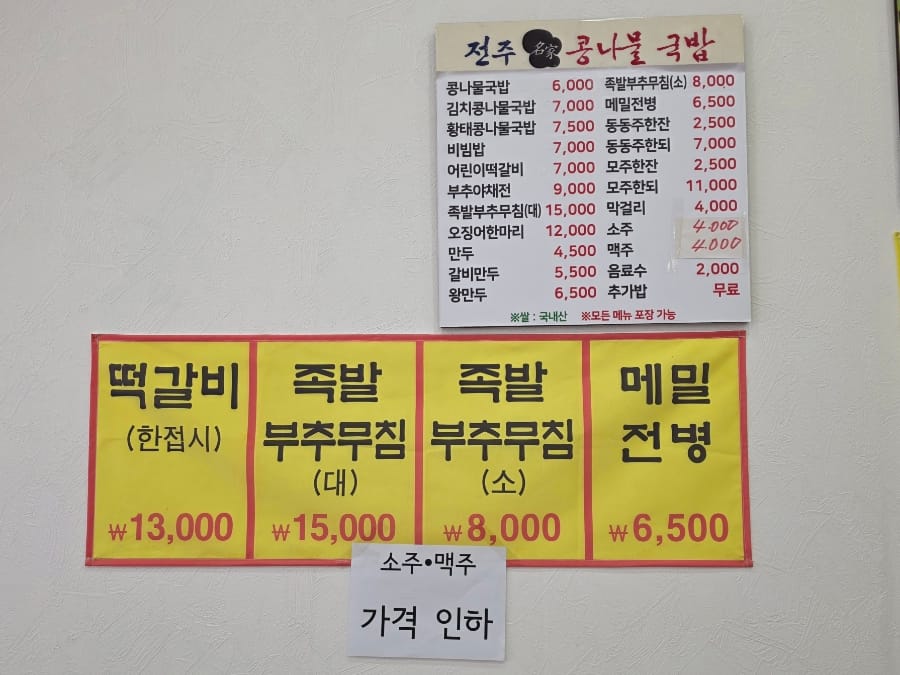 전주 名家 콩나물 국밥
콩나물국밥 6,000
김치콩나물국밥 7,000
황태콩나물국밥 7,500
비빔밥 7,000
어린이떡갈비 7,000
부추야채전 9,000
족발부추무침(대) 15,000
오징어한마리 12,000
만두 4,500
갈비만두 5,500
왕만두 6,500
족발부추무침(소) 8,000
메밀전병 6,500
동동주한잔 2,500
동동주한되 7,000
모주한잔 2,500
모주한되 11,000
막걸리 4,000
소주 4.000
맥주 4.000
음료수 2,000
추가밥 무료
※쌀 : 국내산 ※모든 메뉴 포장 가능
떡갈비
(한접시)
₩13,000
족발
부추무침
(대)
₩15,000
족발
부추무침
(소)
₩8,000
메밀
전병
₩6,500
소주•맥주
가격 인하